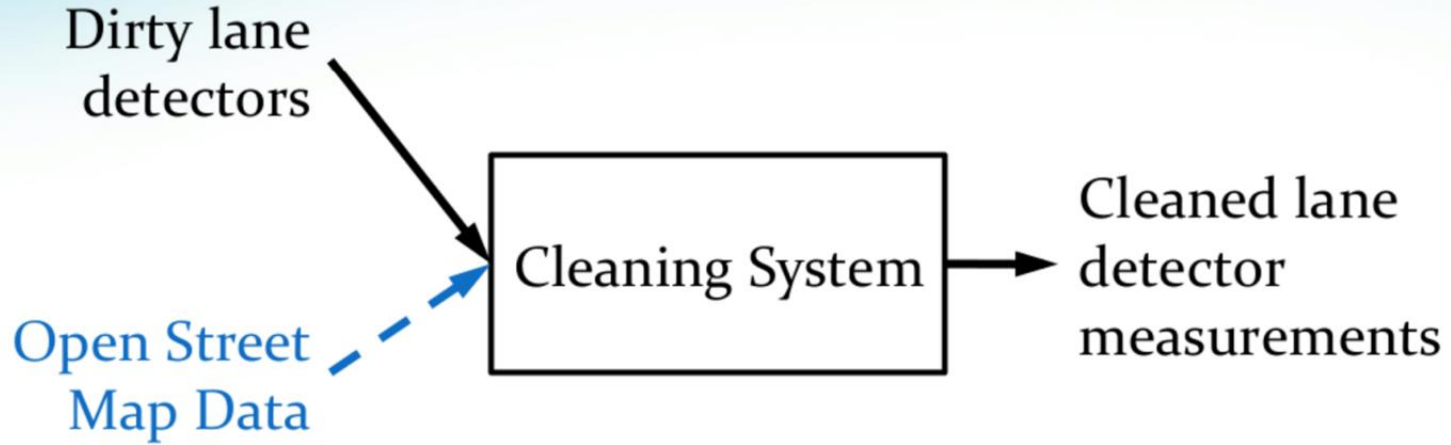 Dirty lane
detectors
Cleaning System
Cleaned lane
detector
measurements
Open Street
Map Data